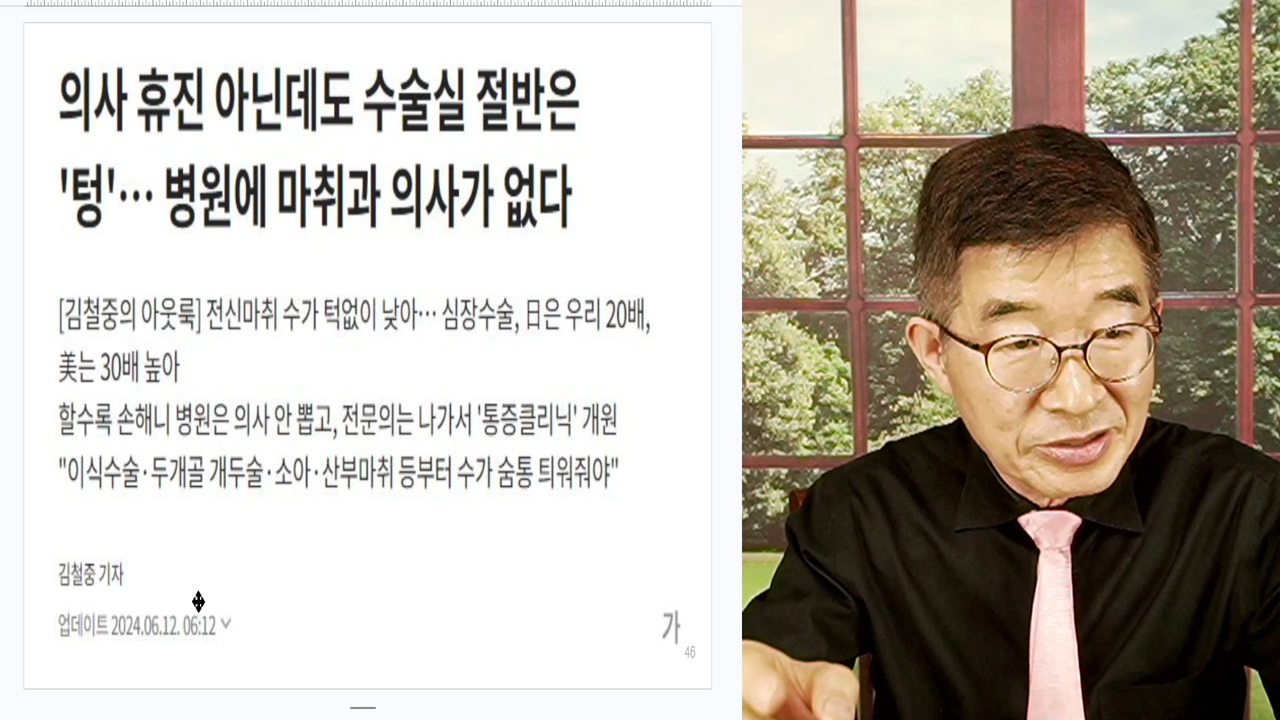 의사 휴진 아닌데도 수술실 절반은
'텅'… 병원에 마취과 의사가 없다
[김철중의 아웃룩] 전신마취 수가 턱없이 낮아… 심장수술, 日은 우리 20배,
美는 30배 높아
할수록 손해니 병원은 의사 안 뽑고, 전문의는 나가서 '통증클리닉' 개원
"이식수술·두개골 개두술·소아·산부마취 등부터 수가 숨통 틔워줘야"
김철중 기자
업데이트 2024.06.12. 06:12
가
46